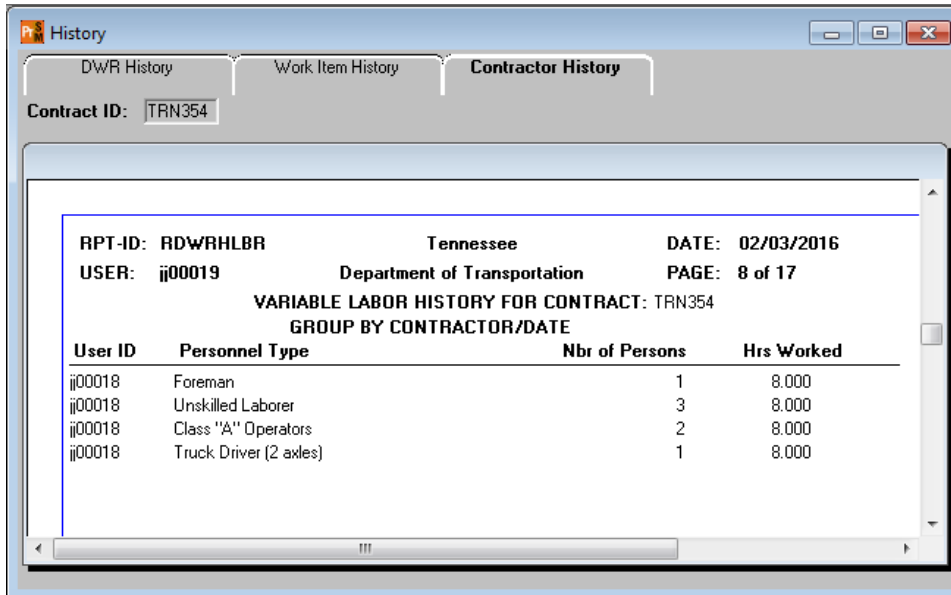 PrSM History
DWR History Work Item History Contractor History
Contract ID: TRN354
RPT-ID: RDWRHLBR Tennessee DATE: 02/03/2016
USER: jj00019 Department of Transportation PAGE: 8 of 17
VARIABLE LABOR HISTORY FOR CONTRACT: TRN354
GROUP BY CONTRACTOR/DATE
User ID Personnel Type Nbr of Persons Hrs Worked
jj00018 Foreman 1 8.000
jj00018 Unskilled Laborer 3 8.000
jj00018 Class "A" Operators 2 8.000
jj00018 Truck Driver (2 axles) 1 8.000